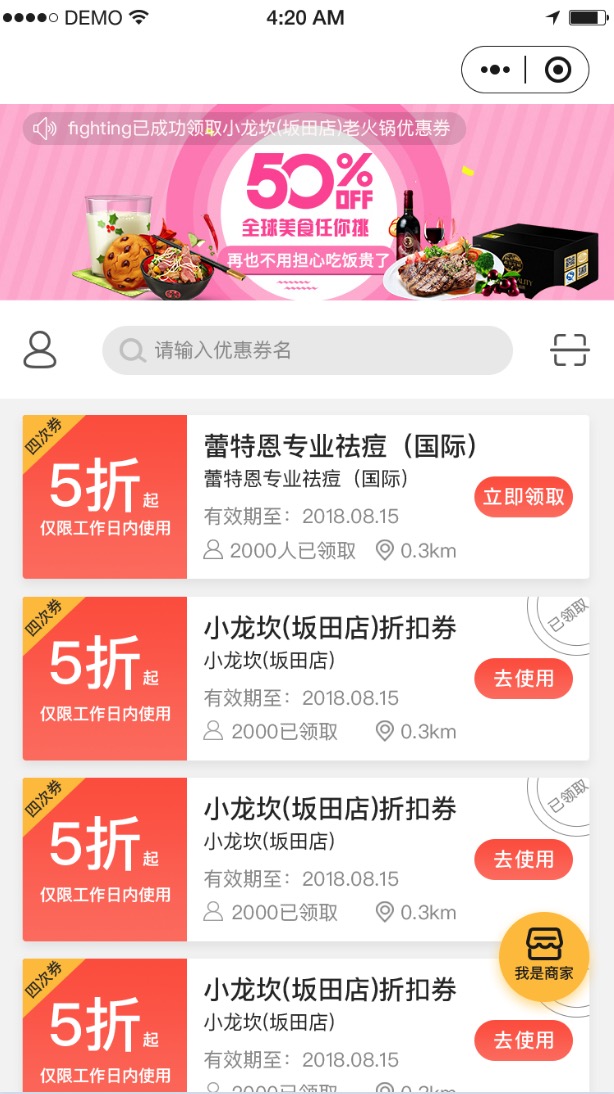 DEMO
4:20 AM
fighting已成功领取小龙坎(坂田店)老火锅优惠券
50%
OFF
全球美食任你挑
再也不用担心吃饭贵了
请输入优惠券名
四次券
5折起
仅限工作日内使用
蕾特恩专业祛痘（国际）
蕾特恩专业祛痘（国际）
有效期至：2018.08.15
2000人已领取
0.3km
立即领取
四次券
5折起
仅限工作日内使用
小龙坎(坂田店)折扣券
小龙坎(坂田店)
有效期至：2018.08.15
2000已领取
0.3km
已领取
去使用
四次券
5折起
仅限工作日内使用
小龙坎(坂田店)折扣券
小龙坎(坂田店)
有效期至：2018.08.15
2000已领取
0.3km
已领取
去使用
我是商家
四次券
5折起
仅限工作日内使用
小龙坎(坂田店)折扣券
小龙坎(坂田店)
有效期至：2018.08.15
2000已领取
0.3km
去使用